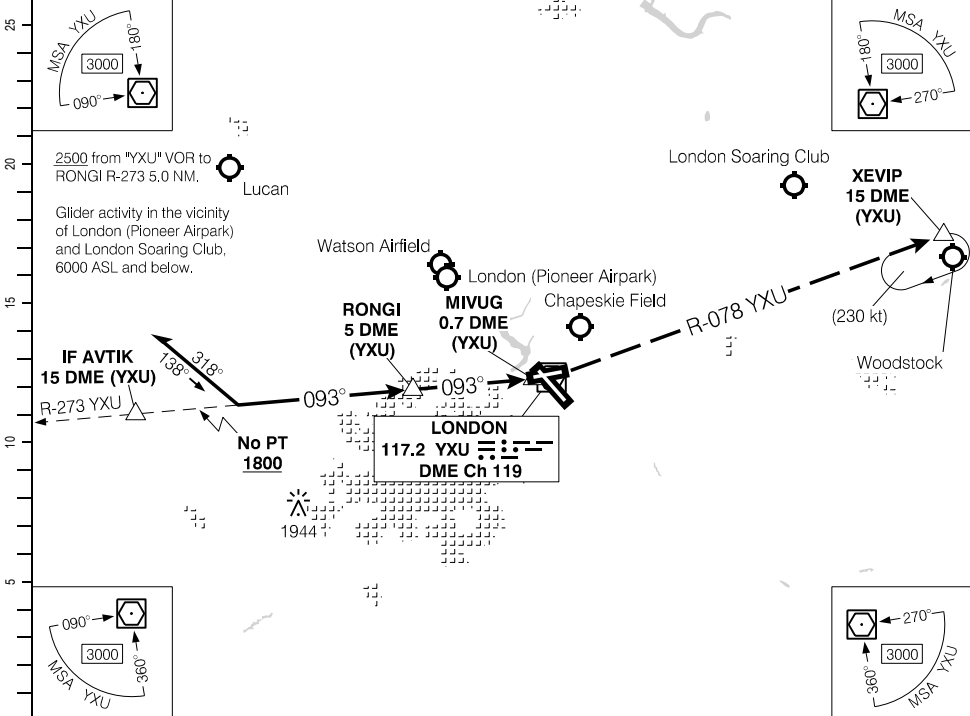 25
20
15
10
5
MSA YXU
180°
3000
090°
MSA YXU
180°
3000
270°
2500 from "YXU" VOR to
RONGI R-273 5.0 NM.
Glider activity in the vicinity
of London (Pioneer Airpark)
and London Soaring Club,
6000 ASL and below.
Lucan
London Soaring Club
XEVIP
15 DME
(YXU)
Watson Airfield
London (Pioneer Airpark)
Chapeskie Field
RONGI
5 DME
(YXU)
MIVUG
0.7 DME
(YXU)
R-078 YXU
(230 kt)
Woodstock
IF AVTIK
15 DME (YXU)
318°
138°
R-273 YXU
093°
093°
No PT
1800
LONDON
117.2 YXU
DME Ch 119
1944
090°
3000
360°
MSA YXU
270°
3000
360°
MSA YXU